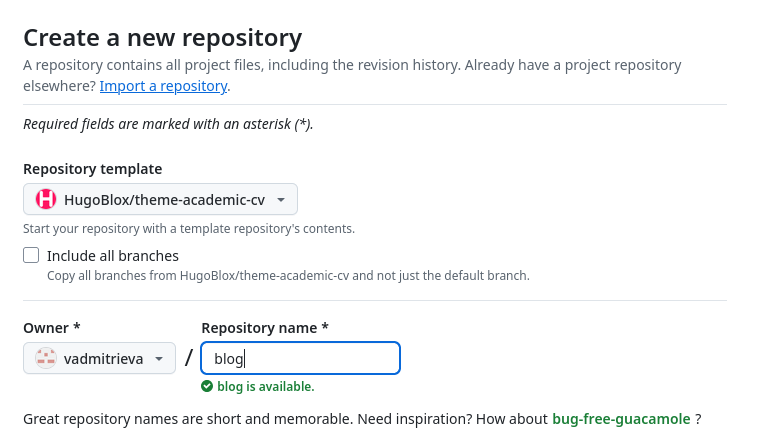 Create a new repository
A repository contains all project files, including the revision history. Already have a project repository
elsewhere? Import a repository.
Required fields are marked with an asterisk (*).
Repository template
HugoBlox/theme-academic-cv
Start your repository with a template repository's contents.
Include all branches
Copy all branches from HugoBlox/theme-academic-cv and not just the default branch.
Owner * Repository name *
vadmitrieva / blog
blog is available.
Great repository names are short and memorable. Need inspiration? How about bug-free-guacamole ?